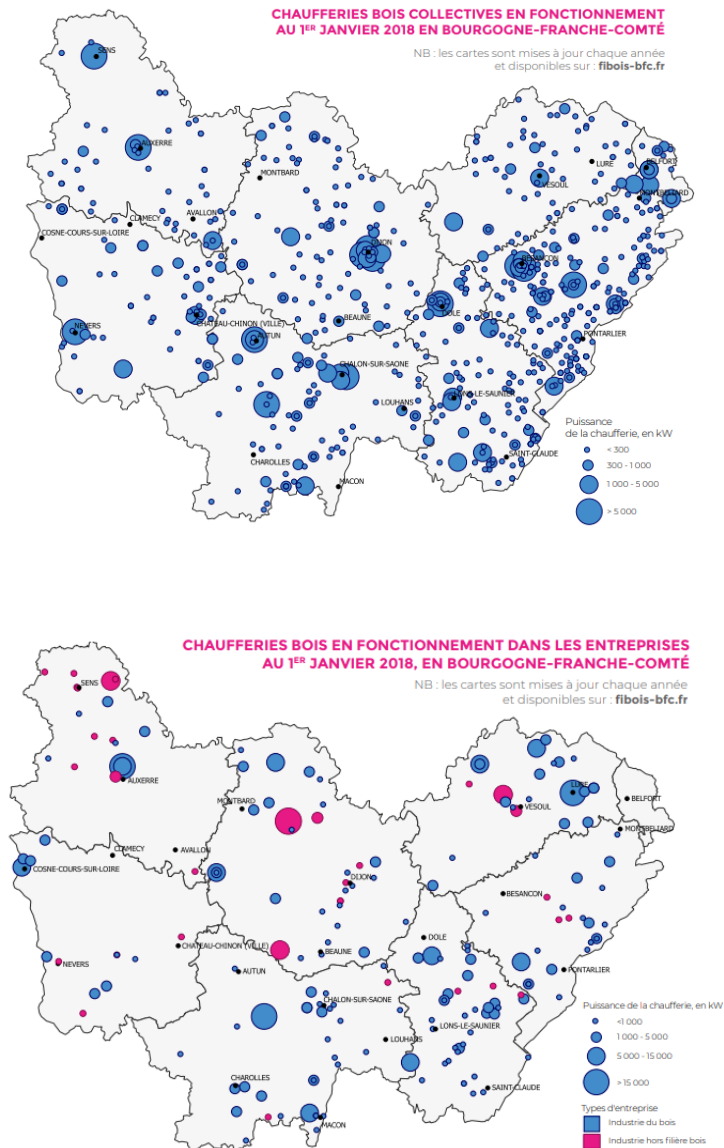 CHAUFFERIES BOIS COLLECTIVES EN FONCTIONNEMENT
AU 1ER JANVIER 2018 EN BOURGOGNE-FRANCHE-COMTÉ
NB : les cartes sont mises à jour chaque année
et disponibles sur : fibois-bfc.fr
SENS
AUXERRE
MONTBARD
LURE
BELFORT
VESOUL
MONTBELIARD
AVALLON
CLAMECY
COSNE-COURS-SUR-LOIRE
DIJON
BESANCON
NEVERS
CHATEAU-CHINON (VILLE)
BEAUNE
DOLE
AUTUN
PONTARLIER
CHALON-SUR-SAONE
LOUHANS
LONS-LE-SAUNIER
CHAROLLES
MACON
SAINT-CLAUDE
Puissance
de la chaufferie, en kW
< 300
300 - 1 000
1 000 - 5 000
> 5 000
CHAUFFERIES BOIS EN FONCTIONNEMENT DANS LES ENTREPRISES
AU 1ER JANVIER 2018, EN BOURGOGNE-FRANCHE-COMTÉ
NB : les cartes sont mises à jour chaque année
et disponibles sur : fibois-bfc.fr
SENS
AUXERRE
MONTBARD
LURE
BELFORT
VESOUL
MONTBELIARD
CLAMECY
AVALLON
COSNE-COURS-SUR-LOIRE
DIJON
BESANCON
DOLE
CHATEAU-CHINON (VILLE)
BEAUNE
NEVERS
AUTUN
PONTARLIER
CHALON-SUR-SAONE
LONS-LE-SAUNIER
LOUHANS
CHAROLLES
SAINT-CLAUDE
MACON
Puissance de la chaufferie, en kW
<1 000
1 000 - 5 000
5 000 - 15 000
> 15 000
Types d'entreprise
Industrie du bois
Industrie hors filière bois